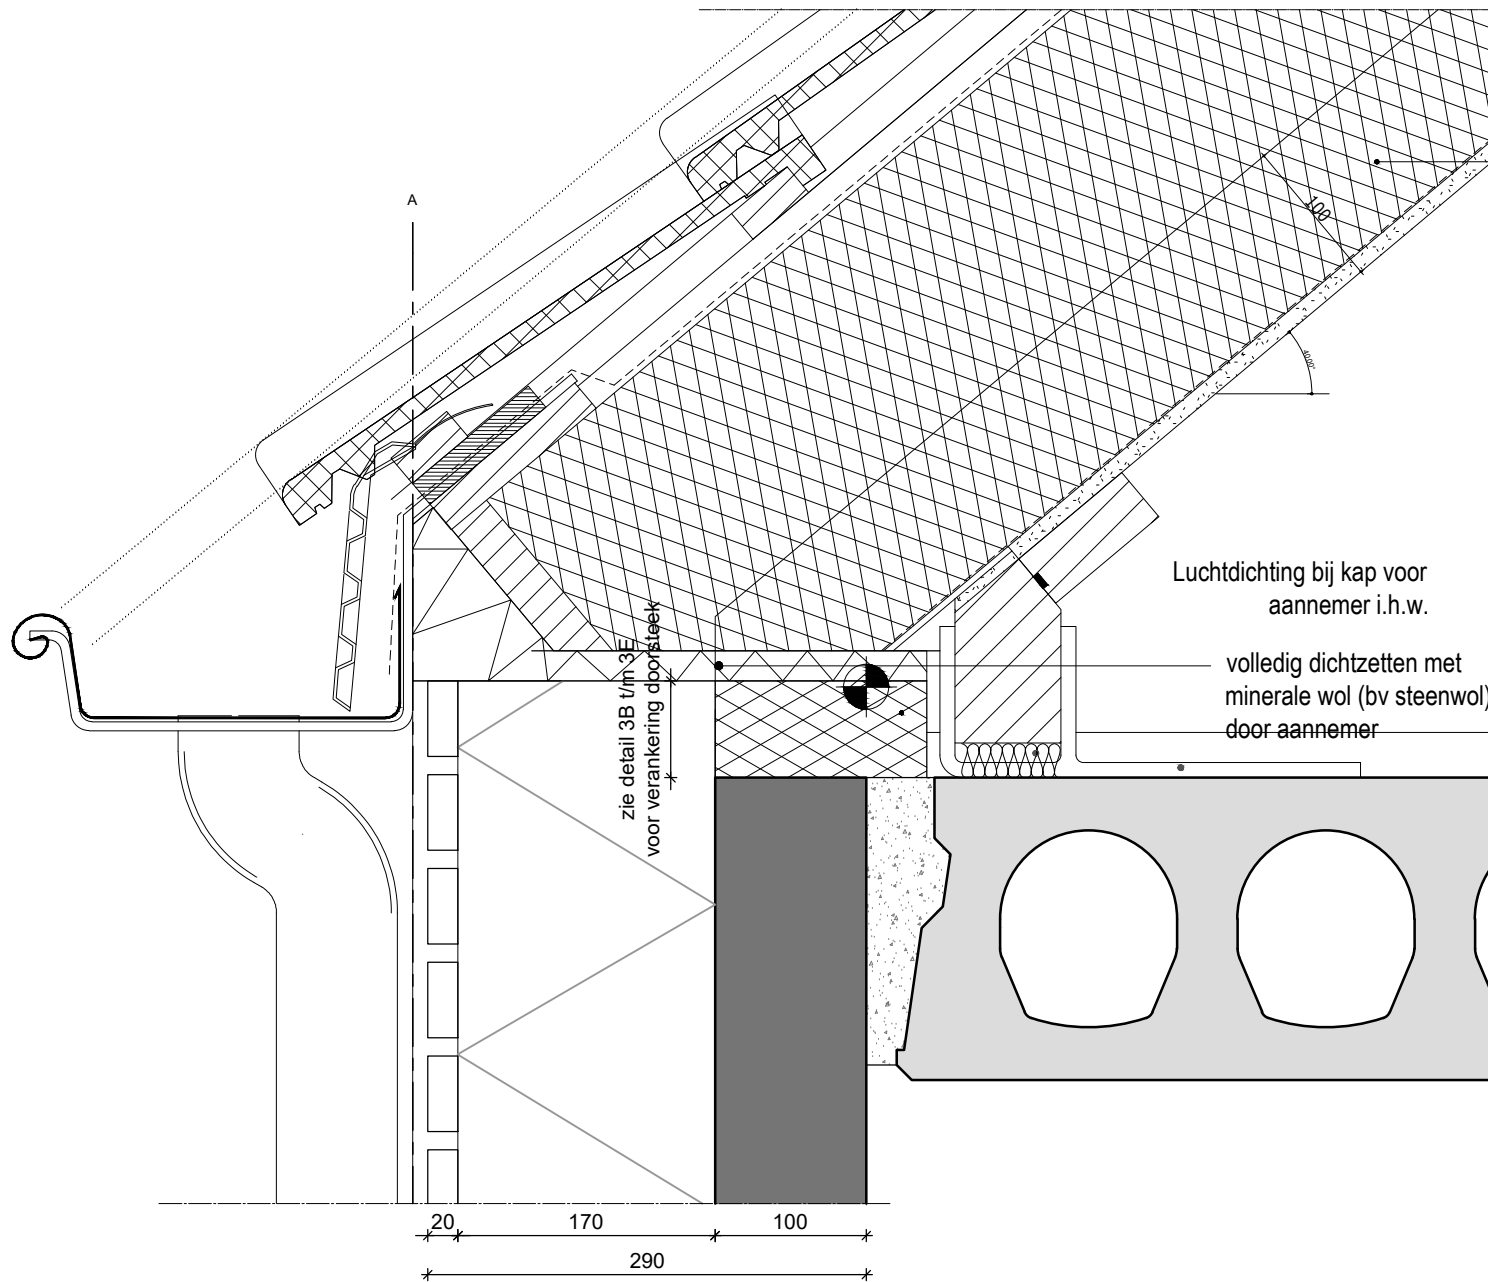 A
100
40.00°
Luchtdichting bij kap voor
aannemer i.h.w.
volledig dichtzetten met
minerale wol (bv steenwol)
door aannemer
zie detail 3B t/m 3E
voor verankering doorsteek
20
170
100
290